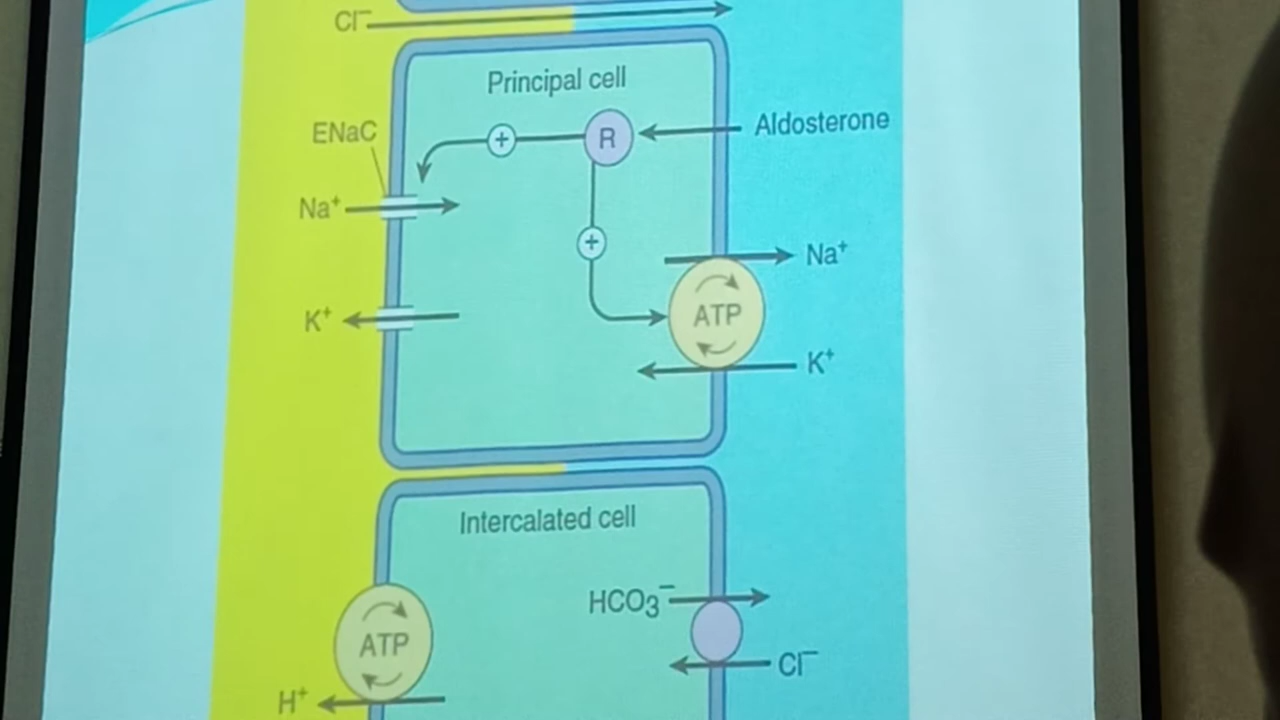 Cl⁻
Principal cell
ENaC
R
+
Aldosterone
Na⁺
+
Na⁺
K⁺
ATP
K⁺
Intercalated cell
HCO₃⁻
ATP
Cl⁻
H⁺